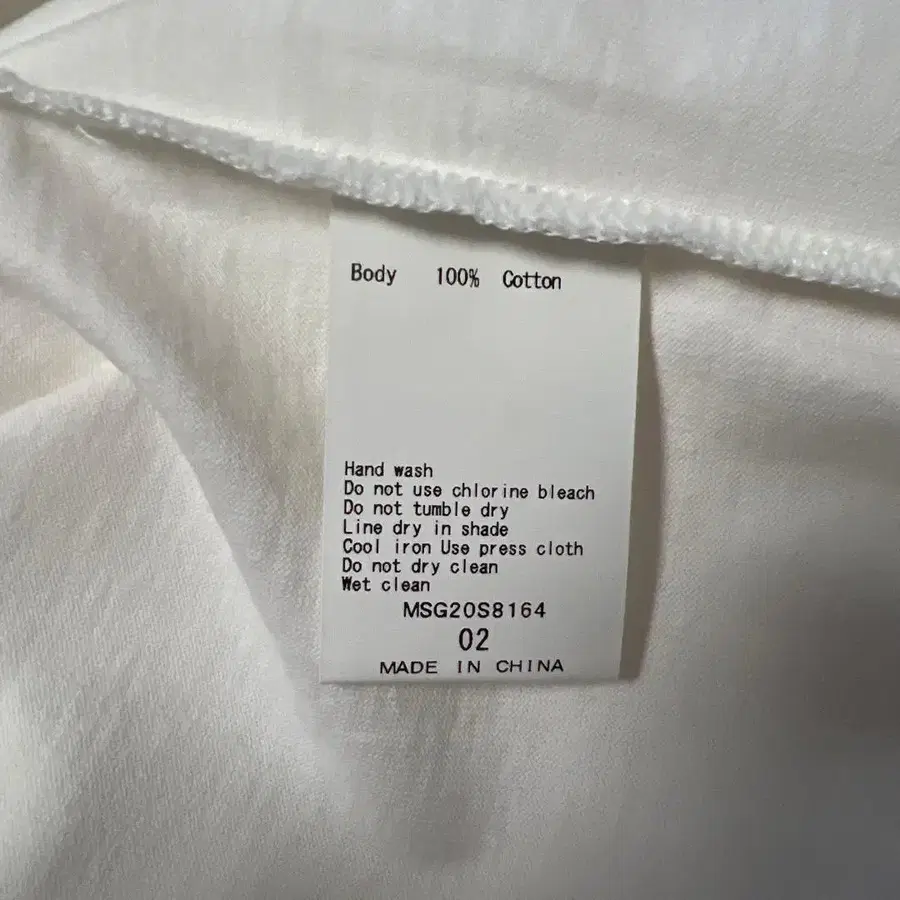 Body 100% Cotton
Hand wash
Do not use chlorine bleach
Do not tumble dry
Line dry in shade
Cool iron Use press cloth
Do not dry clean
Wet clean
MSG20S8164
02
MADE IN CHINA